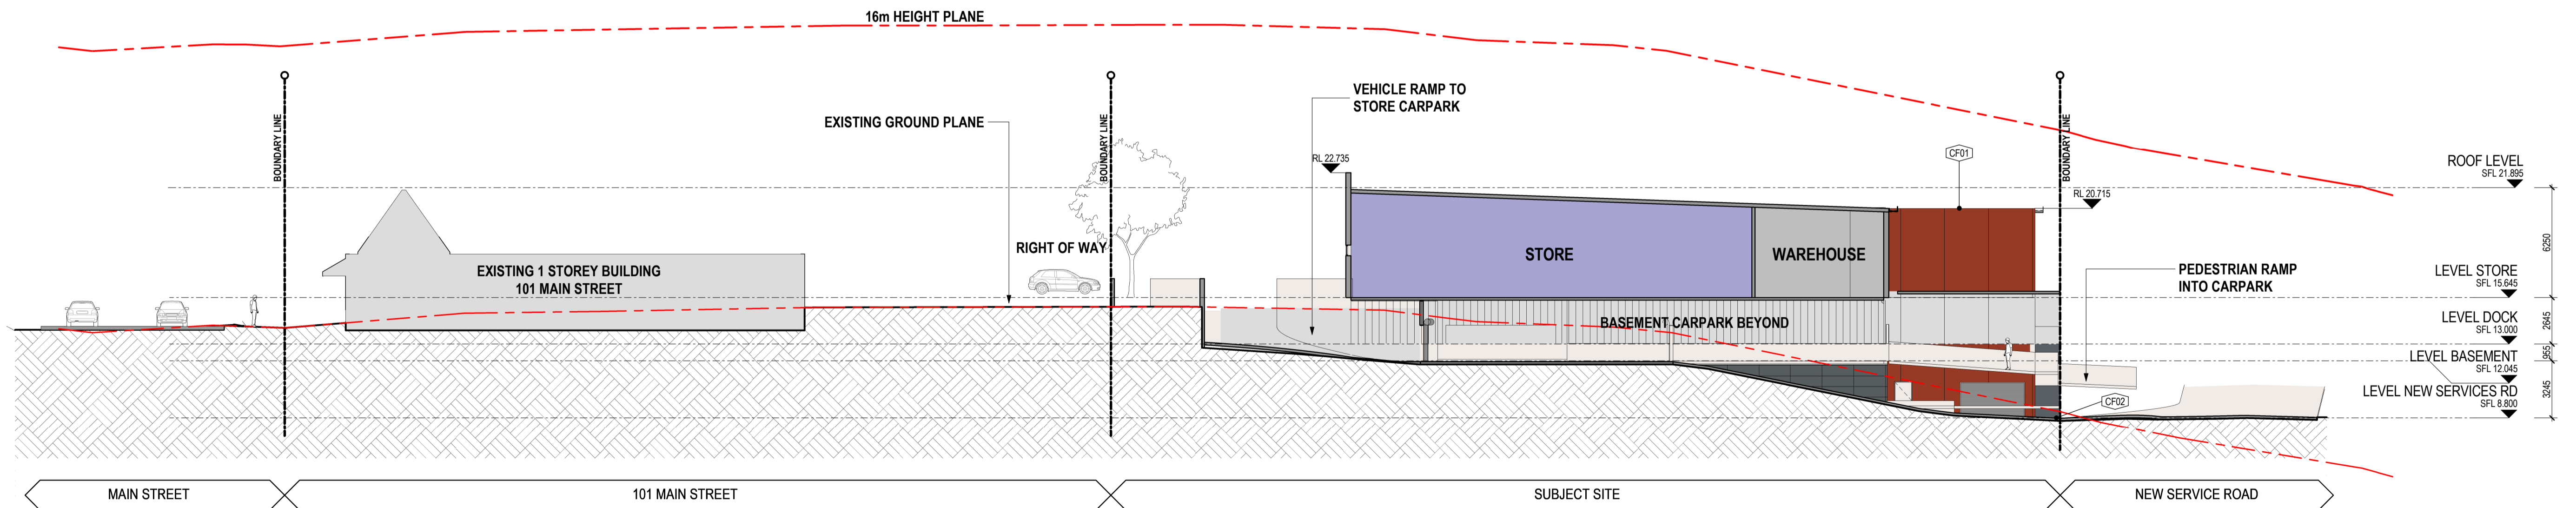 16m HEIGHT PLANE
VEHICLE RAMP TO
STORE CARPARK
EXISTING GROUND PLANE
BOUNDARY LINE
BOUNDARY LINE
BOUNDARY LINE
CF01
RL 22.735
RL 20.715
ROOF LEVEL
SFL 21.895
RIGHT OF WAY
EXISTING 1 STOREY BUILDING
101 MAIN STREET
STORE
WAREHOUSE
PEDESTRIAN RAMP
INTO CARPARK
6250
LEVEL STORE
SFL 15.645
BASEMENT CARPARK BEYOND
2645
LEVEL DOCK
SFL 13.000
955
LEVEL BASEMENT
SFL 12.045
3245
LEVEL NEW SERVICES RD
SFL 8.800
CF02
MAIN STREET
101 MAIN STREET
SUBJECT SITE
NEW SERVICE ROAD